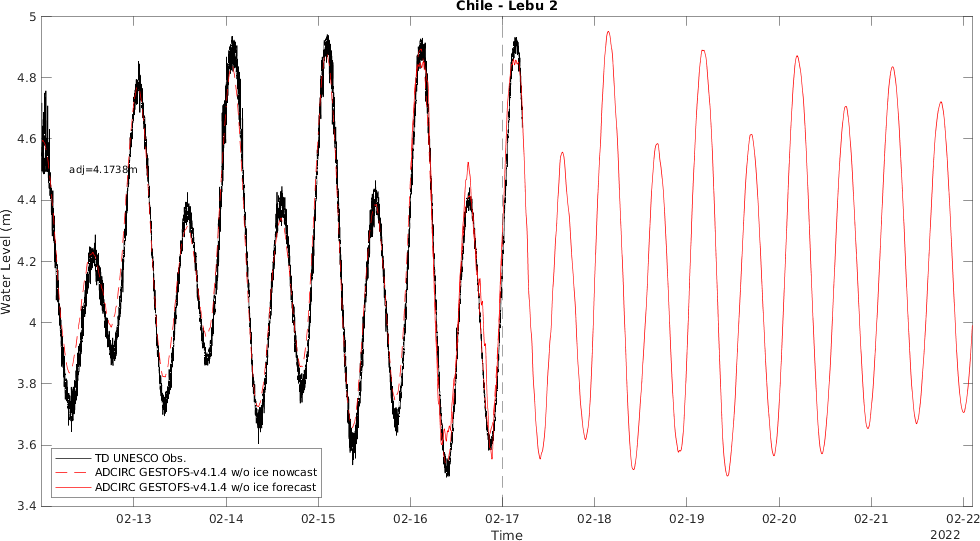 Chile - Lebu 2
5
4.8
4.6
4.4
4.2
4
3.8
3.6
3.4
Water Level (m)
adj=4.1738m
TD UNESCO Obs.
ADCIRC GESTOFS-v4.1.4 w/o ice nowcast
ADCIRC GESTOFS-v4.1.4 w/o ice forecast
02-13 02-14 02-15 02-16 02-17 02-18 02-19 02-20 02-21 02-22
Time
2022